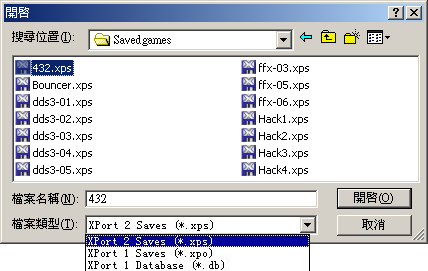 開啓
搜尋位置(I): Savedgames
432.xps
Bouncer.xps
dds3-01.xps
dds3-02.xps
dds3-03.xps
dds3-04.xps
dds3-05.xps
ffx-03.xps
ffx-05.xps
ffx-06.xps
Hack1.xps
Hack2.xps
Hack3.xps
Hack4.xps
檔案名稱(N): 432 開啓(O)
檔案類型(T): XPort 2 Saves (*.xps) 取消
XPort 2 Saves (*.xps)
XPort 1 Saves (*.xpo)
XPort 1 Database (*.db)